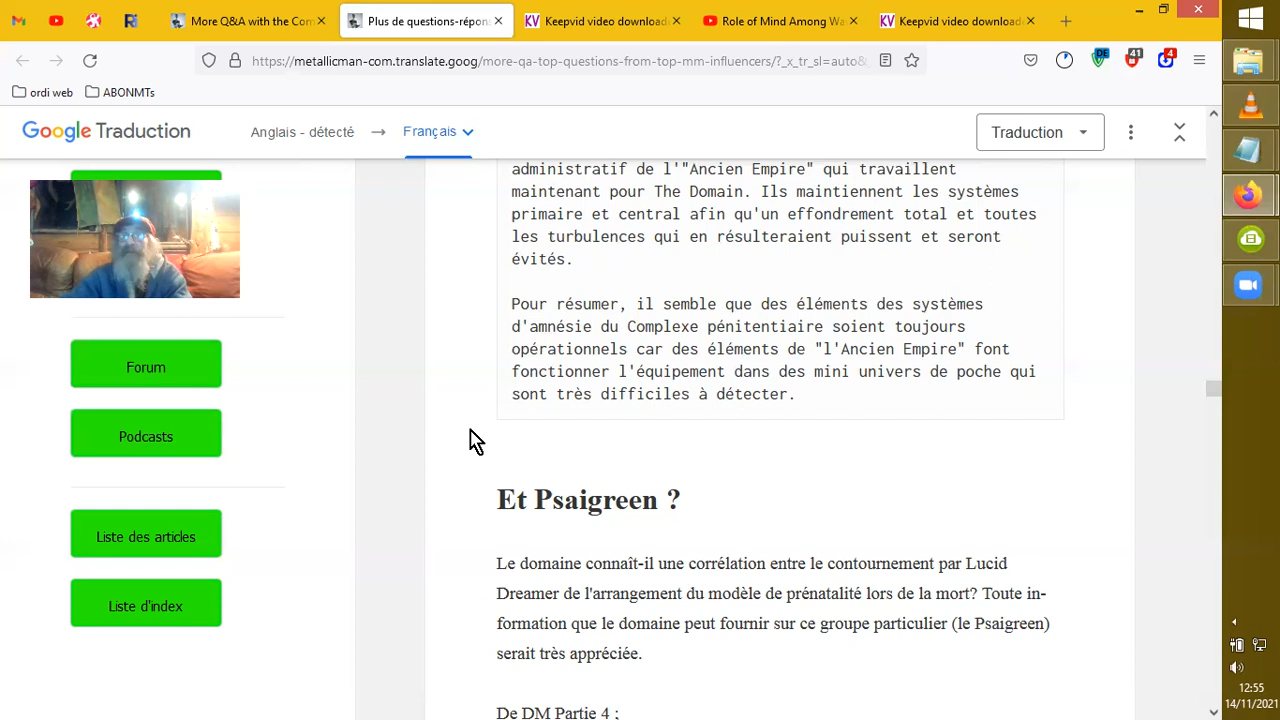 More Q&A with the Com
Plus de questions-répons
Keepvid video download
Role of Mind Among Wa
Keepvid video download
https://metallicman-com.translate.goog/more-qa-top-questions-from-top-mm-influencers/?_x_tr_sl=auto&
DE
41
4
ordi web
ABONMTs
Google Traduction
Anglais - détecté
Français
Traduction
administratif de l'"Ancien Empire" qui travaillent
maintenant pour The Domain. Ils maintiennent les systèmes
primaire et central afin qu'un effondrement total et toutes
les turbulences qui en résulteraient puissent et seront
évités.
Pour résumer, il semble que des éléments des systèmes
d'amnésie du Complexe pénitentiaire soient toujours
opérationnels car des éléments de "l'Ancien Empire" font
fonctionner l'équipement dans des mini univers de poche qui
sont très difficiles à détecter.
Forum
Podcasts
Liste des articles
Liste d'index
Et Psaigreen ?
Le domaine connaît-il une corrélation entre le contournement par Lucid
Dreamer de l'arrangement du modèle de prénatalité lors de la mort? Toute in-
formation que le domaine peut fournir sur ce groupe particulier (le Psaigreen)
serait très appréciée.
De DM Partie 4 ;
12:55
14/11/2021